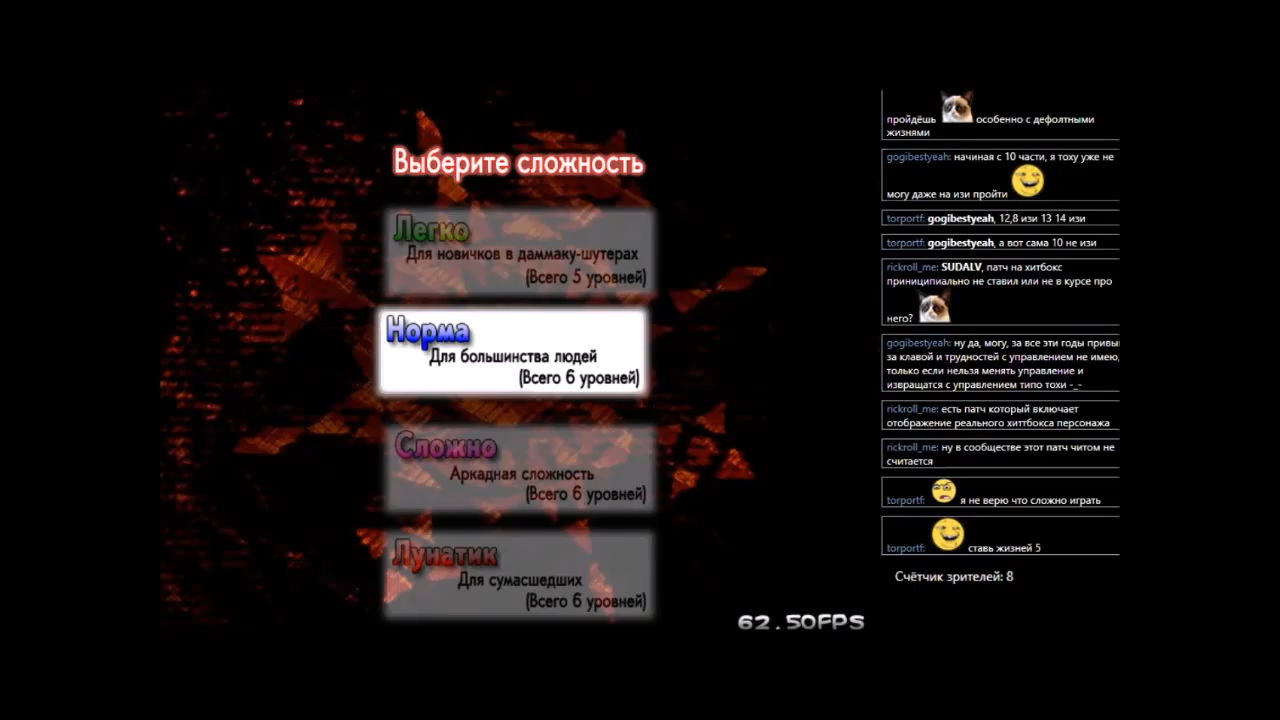 Выберите сложность
Легко
Для новичков в даммаку-шутерах
(Всего 5 уровней)
Норма
Для большинства людей
(Всего 6 уровней)
Сложно
Аркадная сложность
(Всего 6 уровней)
Лунатик
Для сумасшедших
(Всего 6 уровней)
62.50FPS
пройдёшь особенно с дефолтными
жизнями
gogibestyeah: начиная с 10 части, я тоху уже не
могу даже на изи пройти
torportf: gogibestyeah, 12,8 изи 13 14 изи
torportf: gogibestyeah, а вот сама 10 не изи
rickroll_me: SUDALV, патч на хитбокс
приниципиально не ставил или не в курсе про
него?
gogibestyeah: ну да, могу, за все эти годы привы
за клавой и трудностей с управлением не имею,
только если нельзя менять управление и
извращатся с управлением типо тохи -_-
rickroll_me: есть патч который включает
отображение реального хиттбокса персонажа
rickroll_me: ну в сообществе этот патч читом не
считается
torportf: я не верю что сложно играть
torportf: ставь жизней 5
Счётчик зрителей: 8